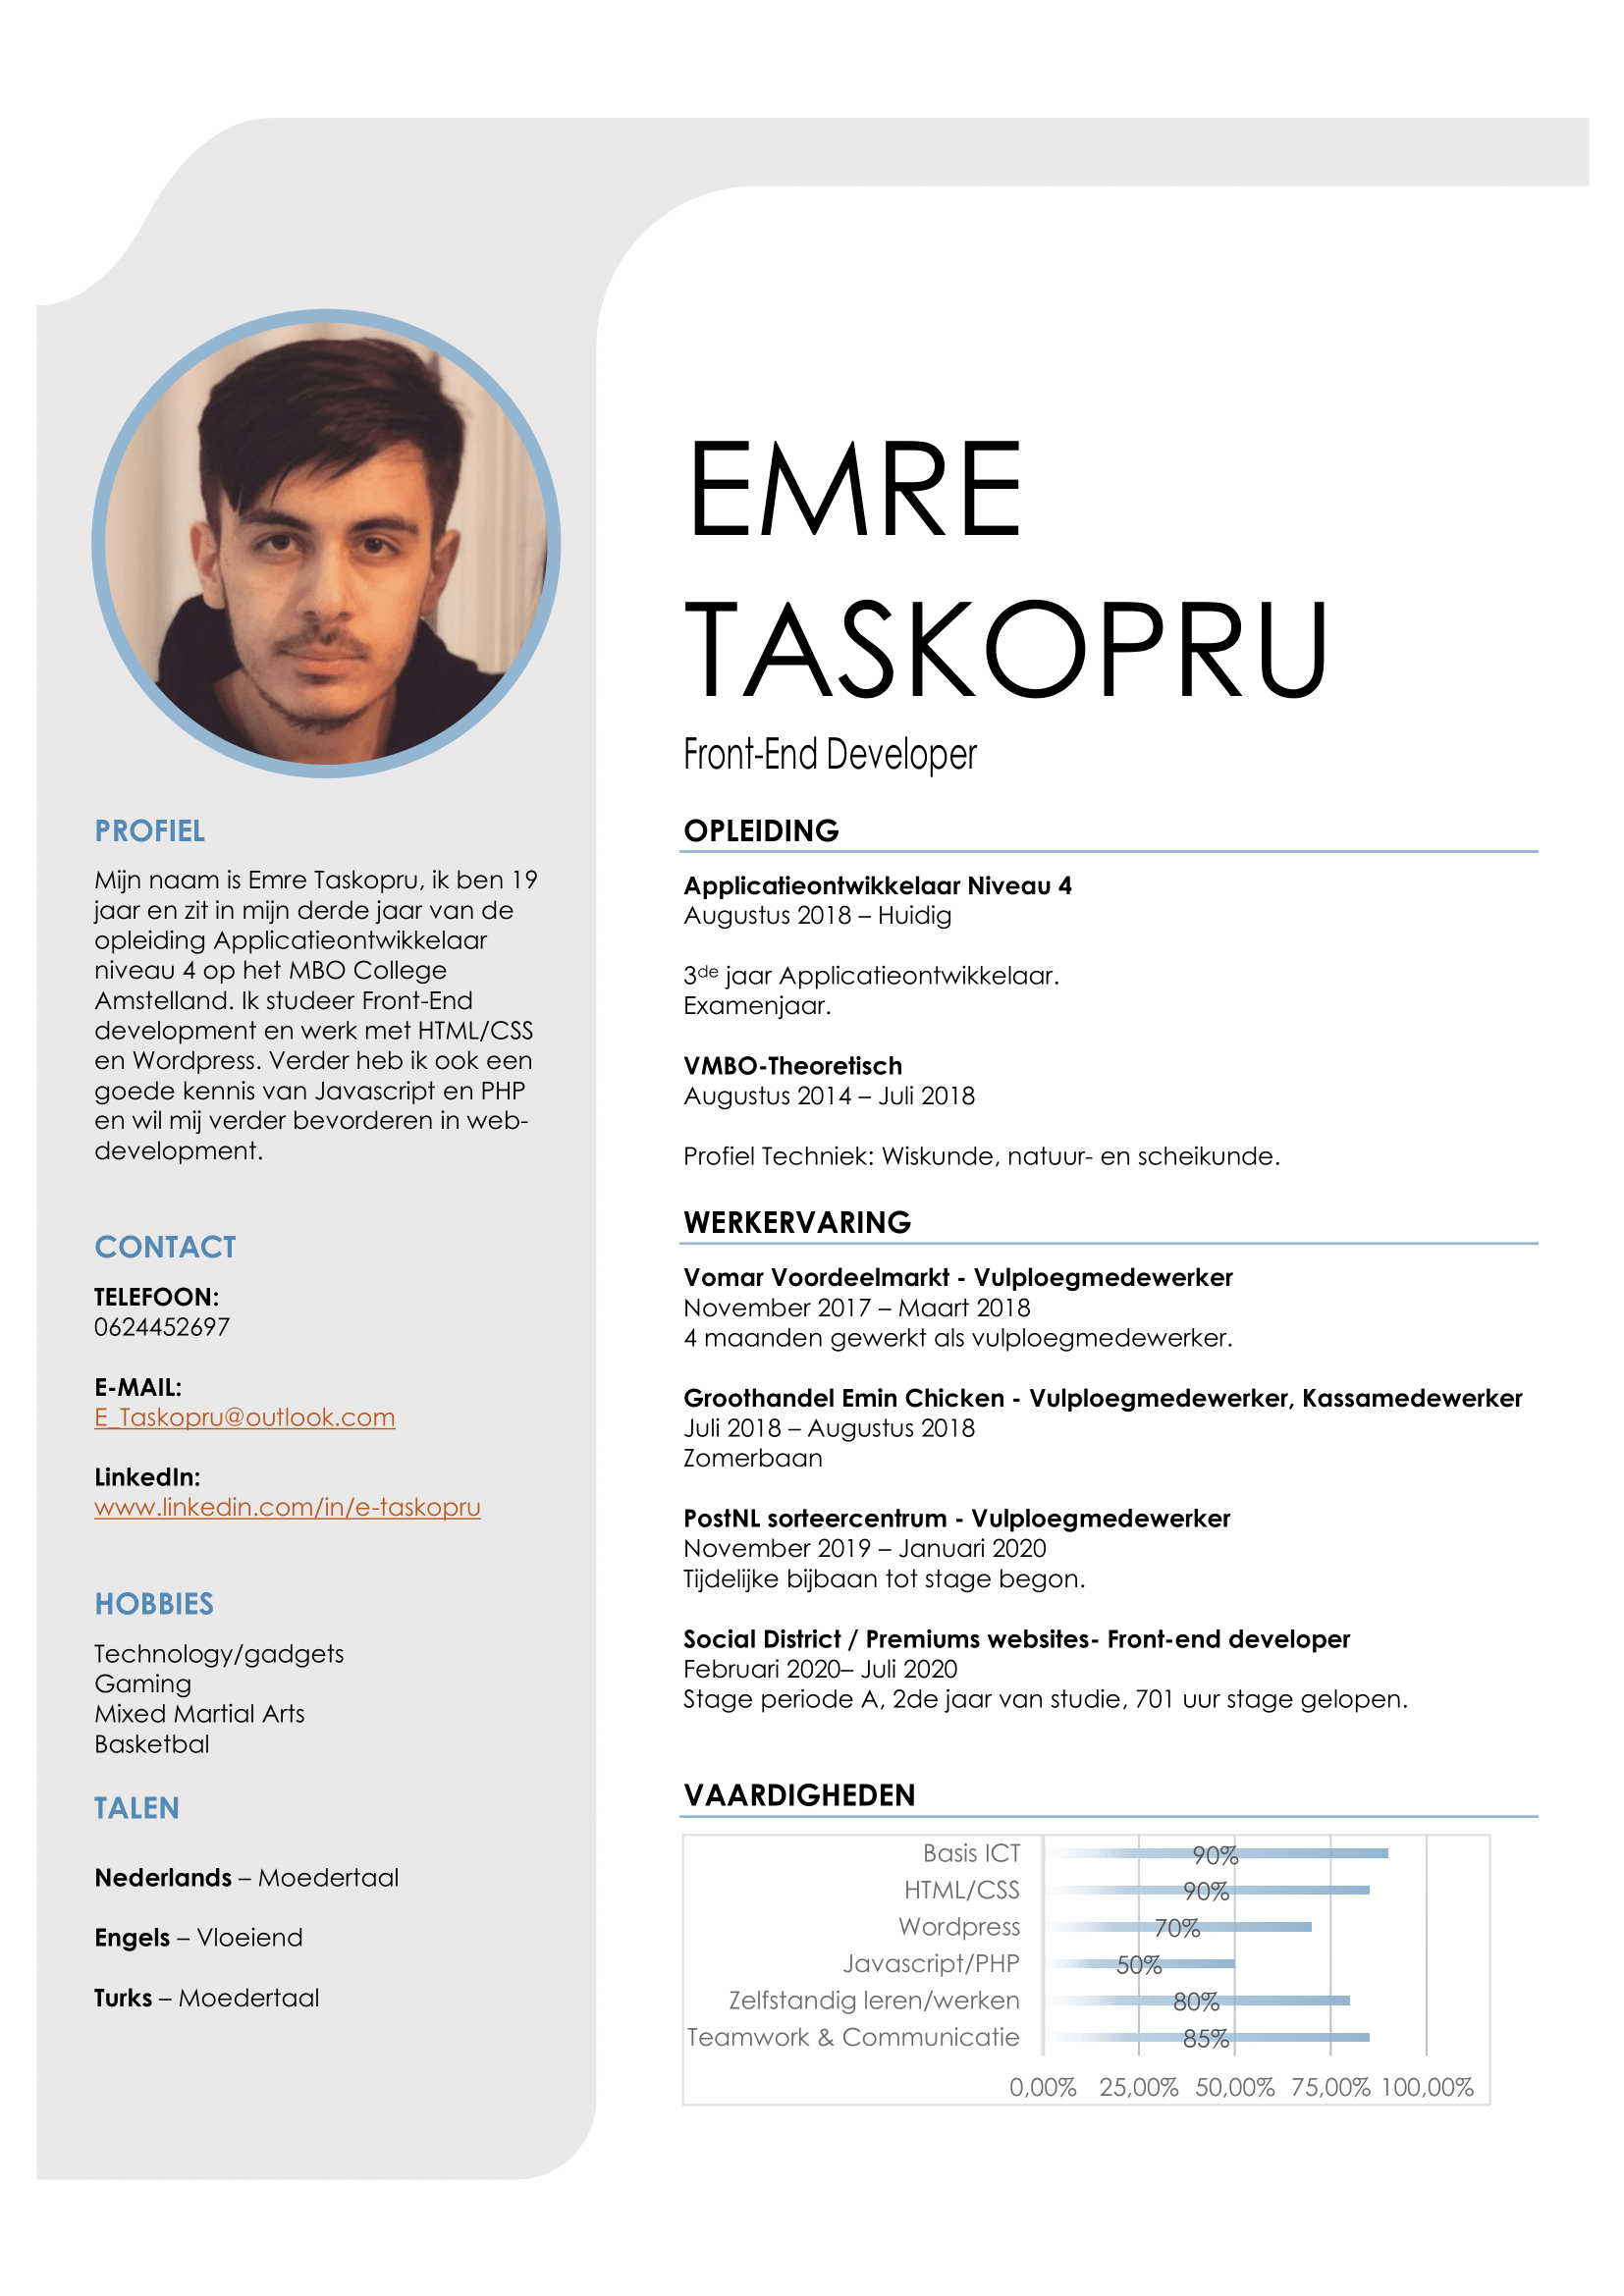 EMRE
TASKOPRU
Front-End Developer
PROFIEL
Mijn naam is Emre Taskopru, ik ben 19
jaar en zit in mijn derde jaar van de
opleiding Applicatieontwikkelaar
niveau 4 op het MBO College
Amstelland. Ik studeer Front-End
development en werk met HTML/CSS
en Wordpress. Verder heb ik ook een
goede kennis van Javascript en PHP
en wil mij verder bevorderen in web-
development.
CONTACT
TELEFOON:
0624452697
E-MAIL:
E_Taskopru@outlook.com
LinkedIn:
www.linkedin.com/in/e-taskopru
HOBBIES
Technology/gadgets
Gaming
Mixed Martial Arts
Basketbal
TALEN
Nederlands – Moedertaal
Engels – Vloeiend
Turks – Moedertaal
OPLEIDING
Applicatieontwikkelaar Niveau 4
Augustus 2018 – Huidig
3de jaar Applicatieontwikkelaar.
Examenjaar.
VMBO-Theoretisch
Augustus 2014 – Juli 2018
Profiel Techniek: Wiskunde, natuur- en scheikunde.
WERKERVARING
Vomar Voordeelmarkt - Vulploegmedewerker
November 2017 – Maart 2018
4 maanden gewerkt als vulploegmedewerker.
Groothandel Emin Chicken - Vulploegmedewerker, Kassamedewerker
Juli 2018 – Augustus 2018
Zomerbaan
PostNL sorteercentrum - Vulploegmedewerker
November 2019 – Januari 2020
Tijdelijke bijbaan tot stage begon.
Social District / Premiums websites- Front-end developer
Februari 2020– Juli 2020
Stage periode A, 2de jaar van studie, 701 uur stage gelopen.
VAARDIGHEDEN
Basis ICT 90%
HTML/CSS 90%
Wordpress 70%
Javascript/PHP 50%
Zelfstandig leren/werken 80%
Teamwork & Communicatie 85%
0,00% 25,00% 50,00% 75,00% 100,00%